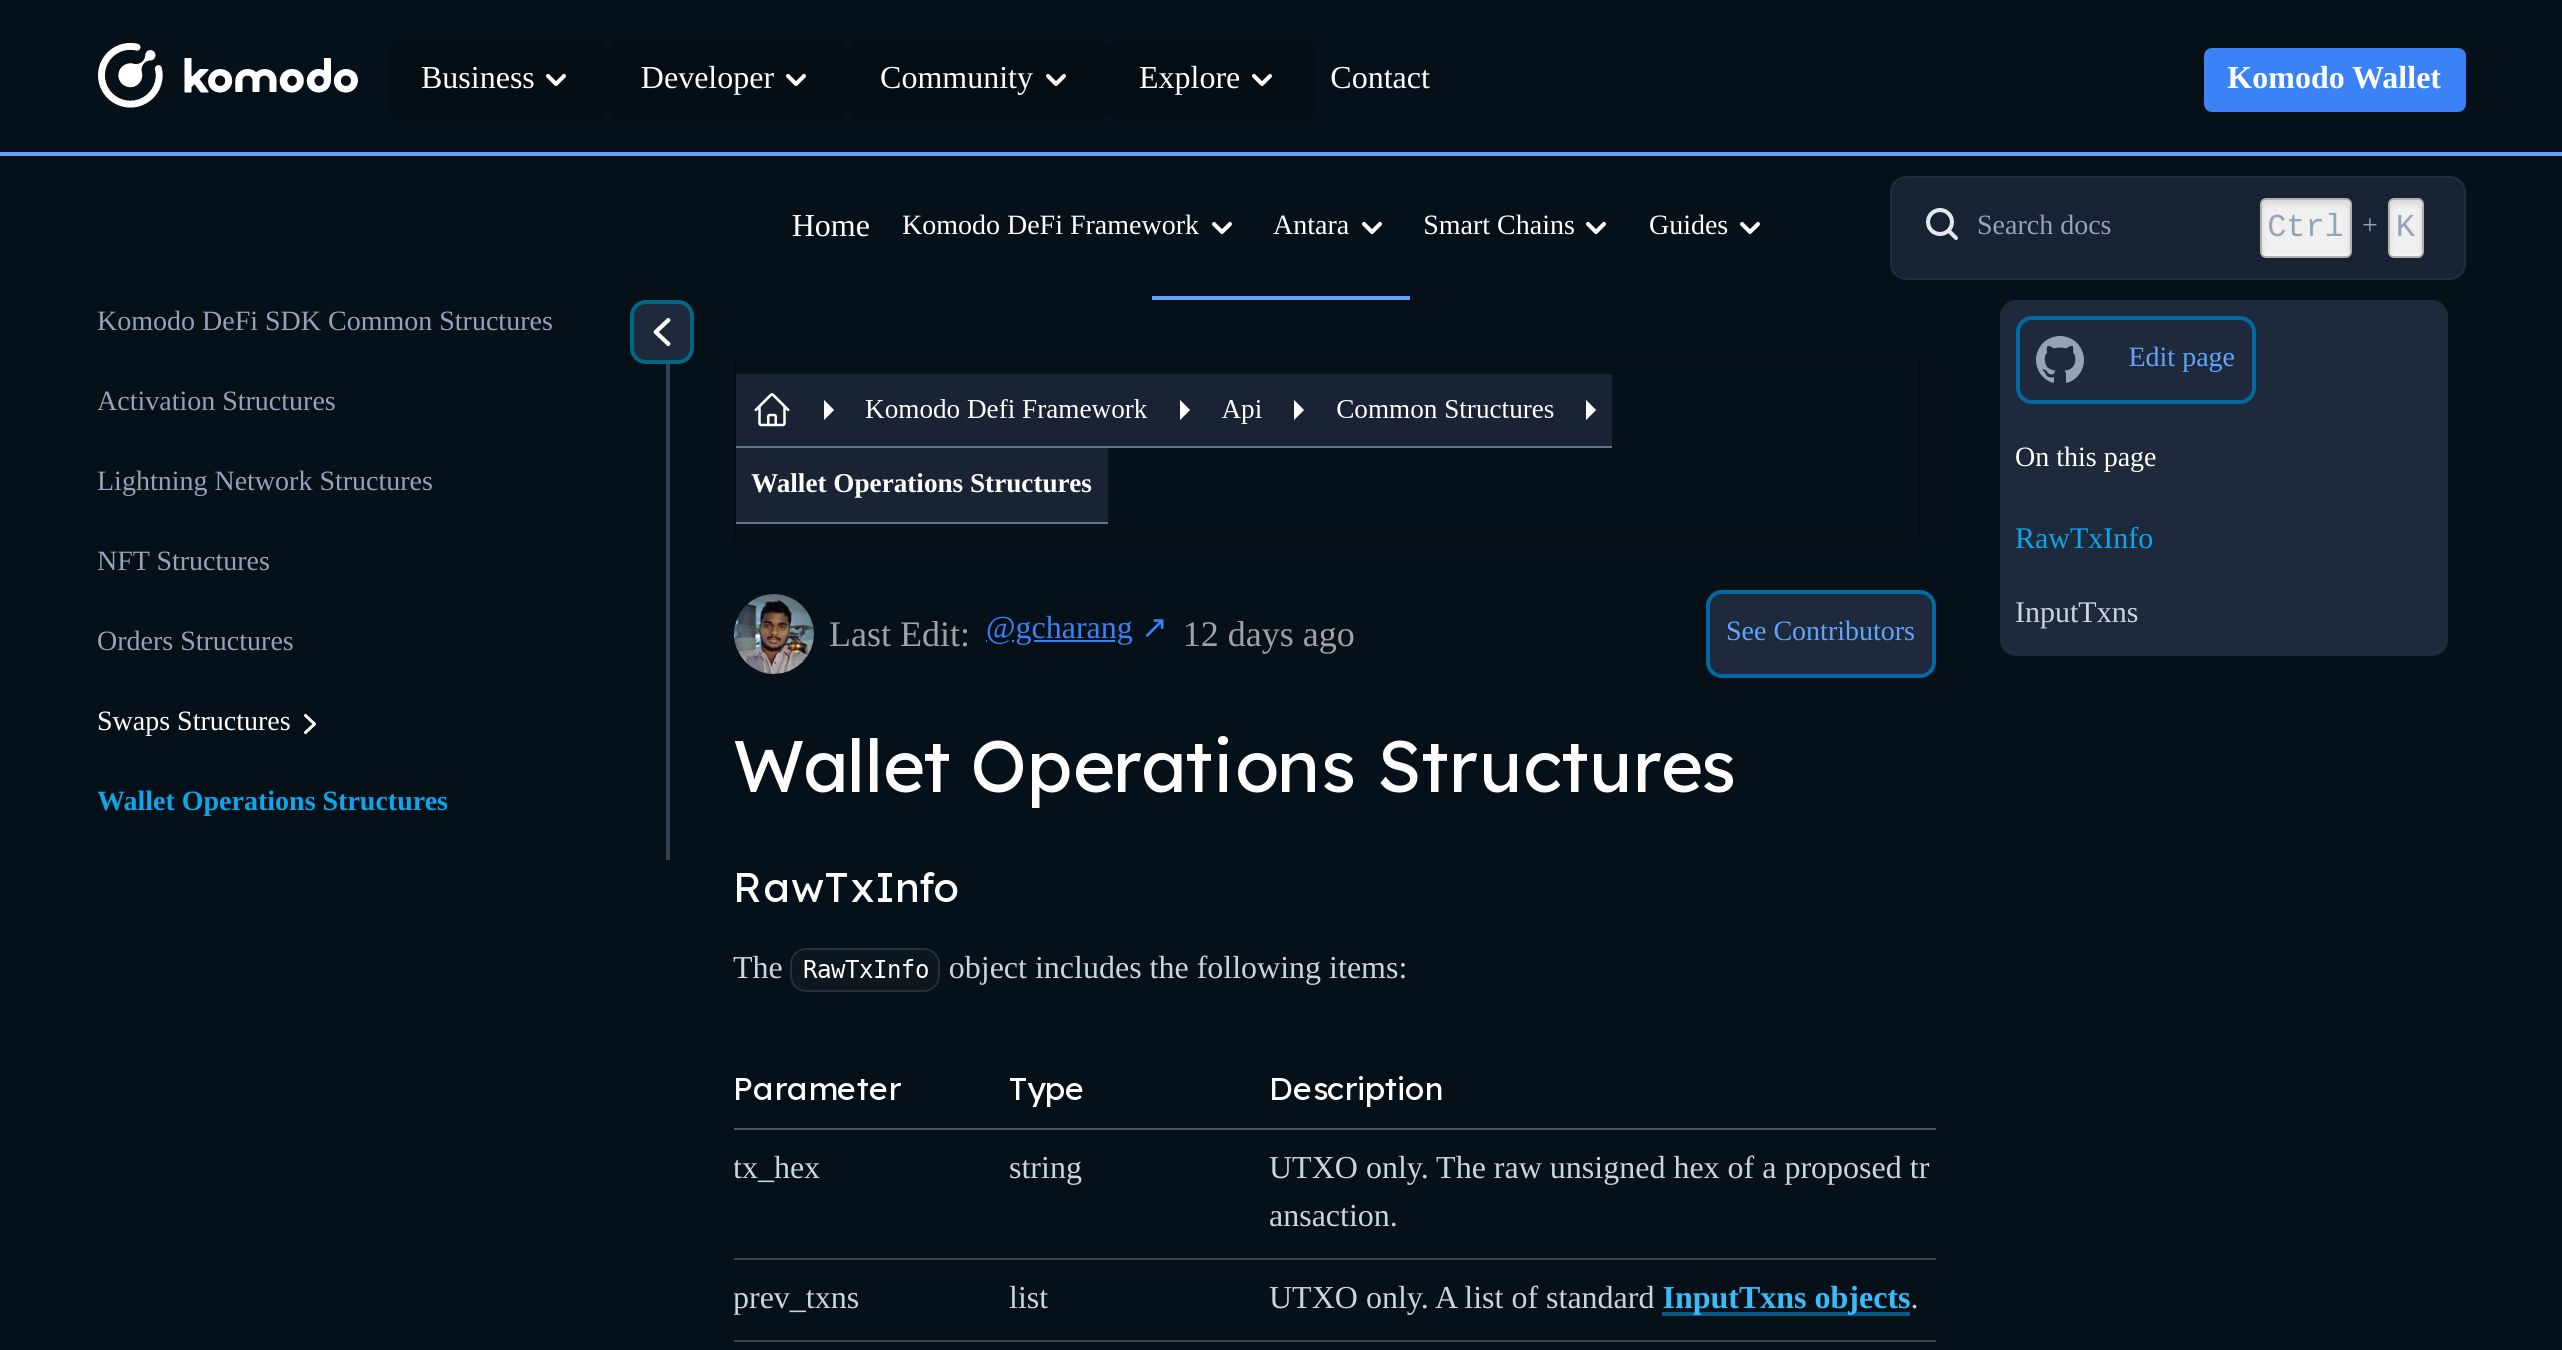 komodo
Business
Developer
Community
Explore
Contact
Komodo Wallet
Home
Komodo DeFi Framework
Antara
Smart Chains
Guides
Search docs
Ctrl + K
Komodo DeFi SDK Common Structures
Activation Structures
Lightning Network Structures
NFT Structures
Orders Structures
Swaps Structures
Wallet Operations Structures
Komodo Defi Framework
Api
Common Structures
Wallet Operations Structures
Last Edit: @gcharang ↗ 12 days ago
See Contributors
Wallet Operations Structures
RawTxInfo
The RawTxInfo object includes the following items:
Parameter Type Description
tx_hex string UTXO only. The raw unsigned hex of a proposed tr
ansaction.
prev_txns list UTXO only. A list of standard InputTxns objects.
Edit page
On this page
RawTxInfo
InputTxns